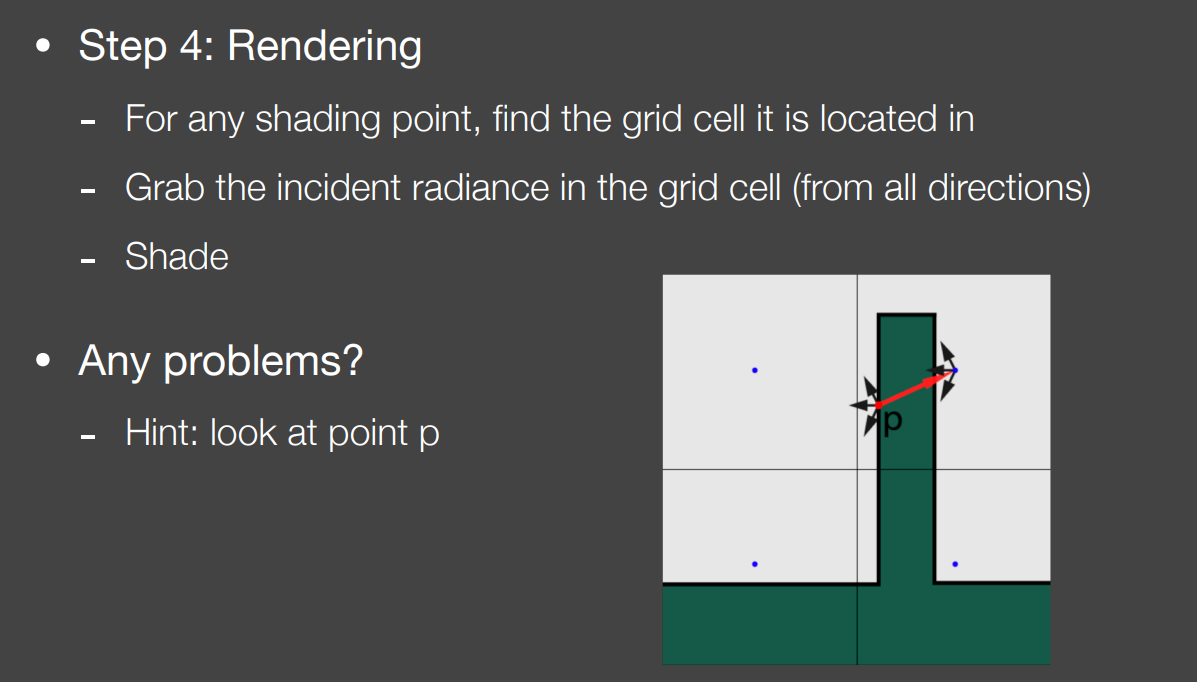 • Step 4: Rendering
- For any shading point, find the grid cell it is located in
- Grab the incident radiance in the grid cell (from all directions)
- Shade
• Any problems?
- Hint: look at point p
p